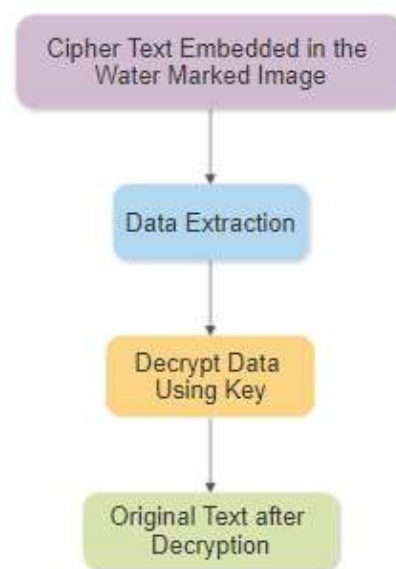 Cipher Text Embedded in the
Water Marked Image
Data Extraction
Decrypt Data
Using Key
Original Text after
Decryption